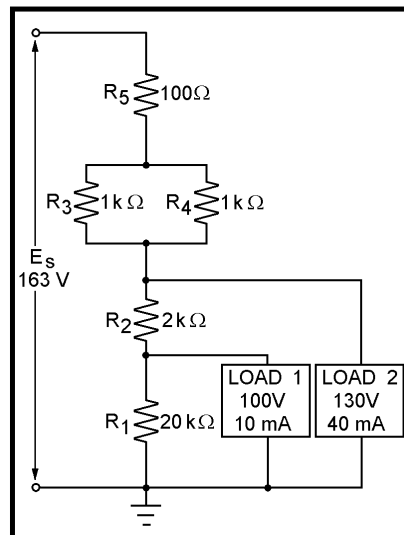 R5 100Ω
R3 1kΩ R4 1kΩ
Es
163 V
R2 2kΩ
LOAD 1
100V
10 mA
LOAD 2
130V
40 mA
R1 20kΩ